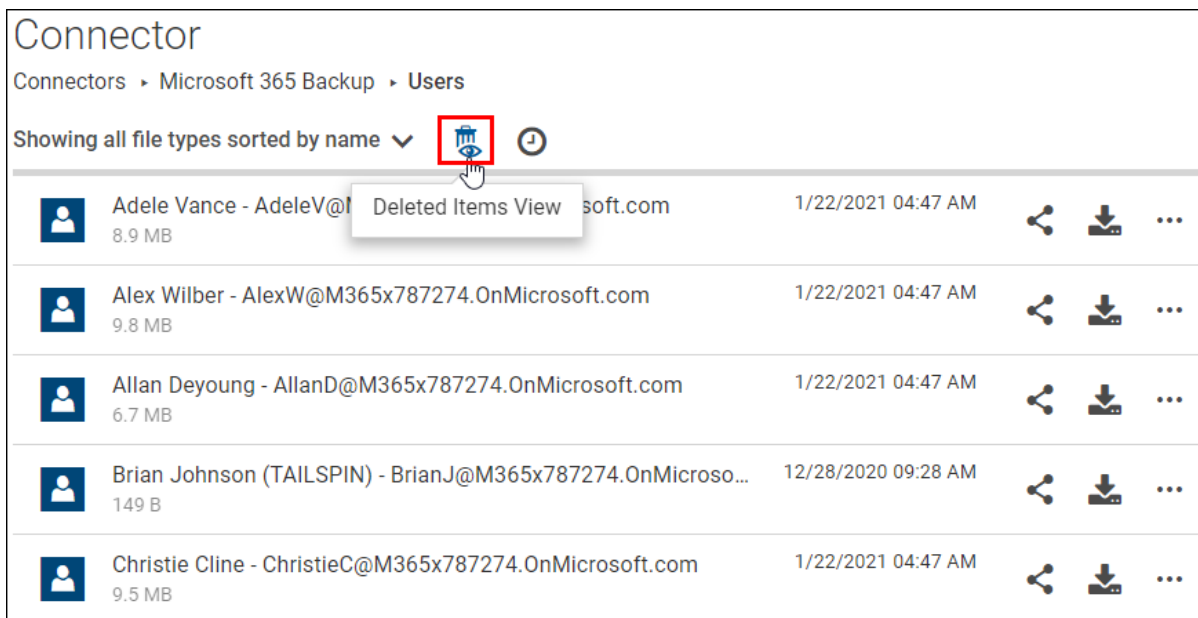 Connector
Connectors ▸ Microsoft 365 Backup ▸ Users
Showing all file types sorted by name
Deleted Items View
Adele Vance - AdeleV@ soft.com 1/22/2021 04:47 AM
8.9 MB
Alex Wilber - AlexW@M365x787274.OnMicrosoft.com 1/22/2021 04:47 AM
9.8 MB
Allan Deyoung - AllanD@M365x787274.OnMicrosoft.com 1/22/2021 04:47 AM
6.7 MB
Brian Johnson (TAILSPIN) - BrianJ@M365x787274.OnMicroso... 12/28/2020 09:28 AM
149 B
Christie Cline - ChristieC@M365x787274.OnMicrosoft.com 1/22/2021 04:47 AM
9.5 MB